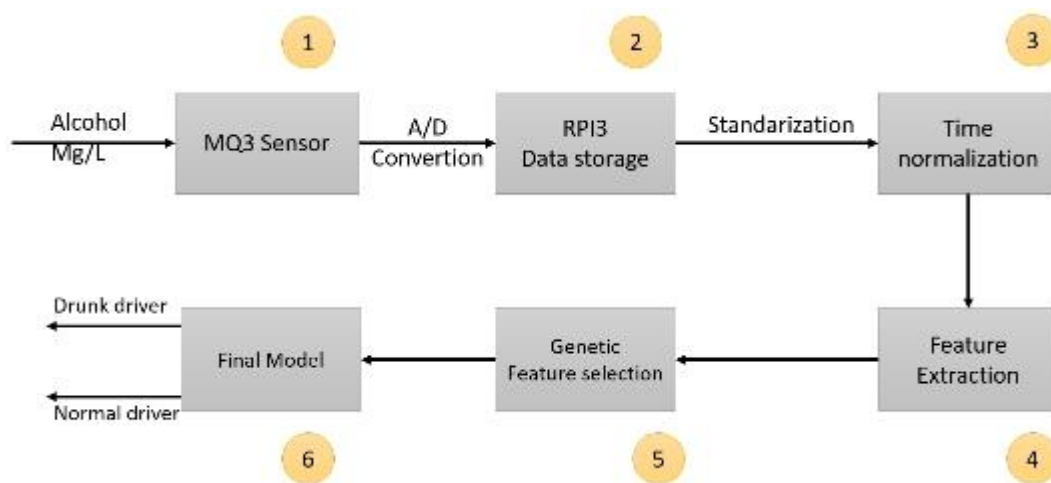 1
2
3
Alcohol
Mg/L
MQ3 Sensor
A/D
Convertion
RPI3
Data storage
Standarization
Time
normalization
Drunk driver
Normal driver
Final Model
Genetic
Feature selection
Feature
Extraction
6
5
4